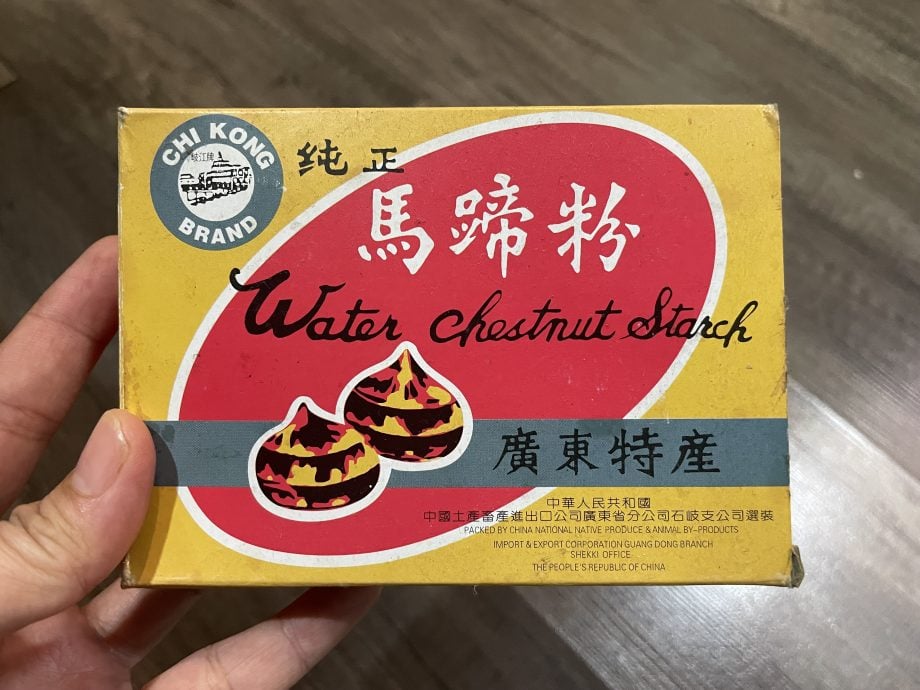 CHI KONG
岐江牌
BRAND
纯正
馬蹄粉
Water Chestnut Starch
廣東特産
中華人民共和國
中國土產畜產進出口公司廣東省分公司石岐支公司選裝
PACKED BY CHINA NATIONAL NATIVE PRODUCE & ANIMAL BY-PRODUCTS
IMPORT & EXPORT CORPORATION GUANG DONG BRANCH
SHEKKI OFFICE
THE PEOPLE'S REPUBLIC OF CHINA